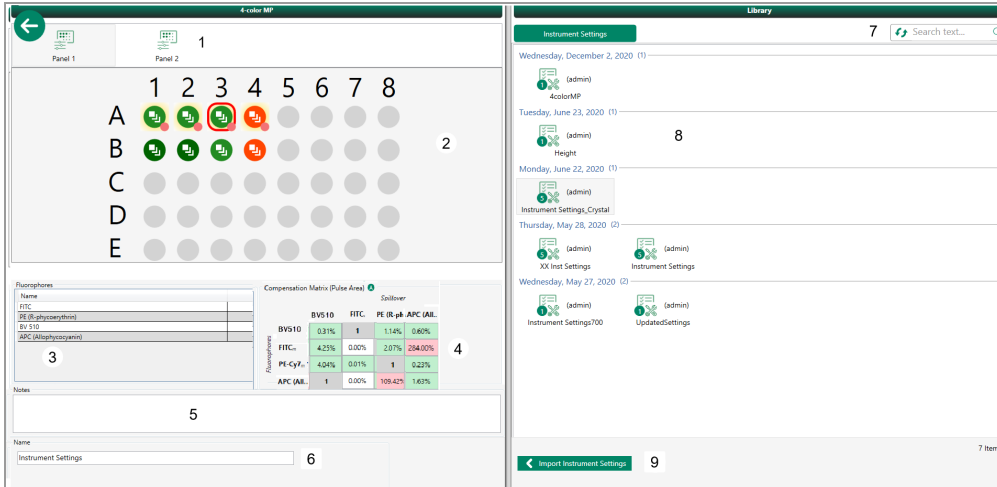 4-color MP
Panel 1
Panel 2
1
1 2 3 4 5 6 7 8
A
B
C
D
E
2
Fluorophores
Name
FITC
PE (R-phycoerythrin)
BV 510
APC (Allophycocyanin)
3
Compensation Matrix (Pulse Area) A
Spillover
BV510 FITC. PE (R-ph. APC (All..
Fluorophores
BV510 0.31% 1 1.14% 0.60%
FITC.. 4.25% 0.00% 2.07% 284.00%
PE-Cy7.. 4.04% 0.01% 1 0.23%
APC (All.. 1 0.00% 109.42% 1.63%
4
Notes
5
Name
Instrument Settings
6
Library
Instrument Settings
7
Search text...
Wednesday, December 2, 2020 (1)
1 (admin)
4colorMP
Tuesday, June 23, 2020 (1)
1 (admin)
Height
8
Monday, June 22, 2020 (1)
5 (admin)
Instrument Settings_Crystal
Thursday, May 28, 2020 (2)
5 (admin)
XX Inst Settings
5 (admin)
Instrument Settings
Wednesday, May 27, 2020 (2)
1 (admin)
Instrument Settings700
1 (admin)
UpdatedSettings
7 Item
Import Instrument Settings
9